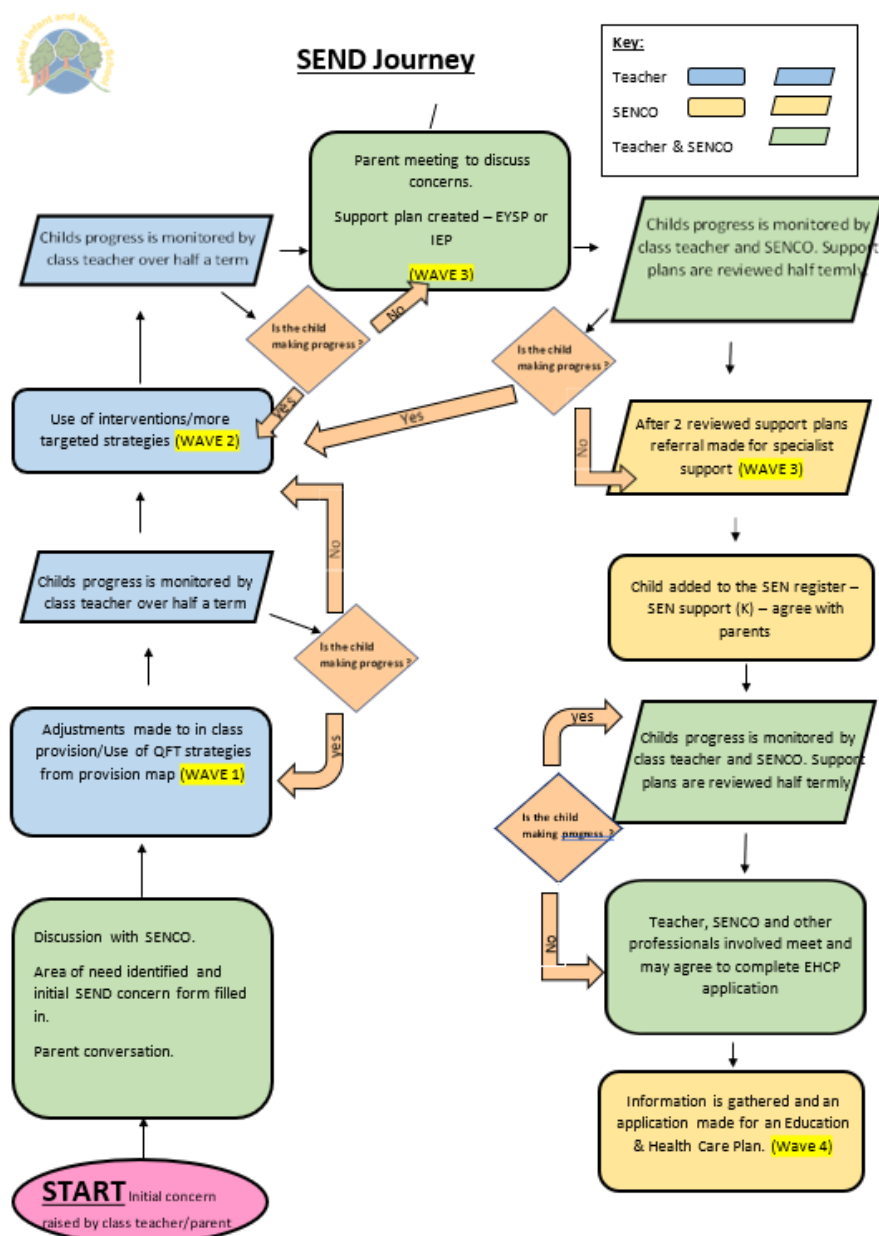 Ashfield Infant and Nursery School
SEND Journey
Key:
Teacher
SENCO
Teacher & SENCO
Parent meeting to discuss
concerns.
Support plan created – EYSP or
IEP
(WAVE 3)
Childs progress is monitored by
class teacher over half a term
Childs progress is monitored by
class teacher and SENCO. Support
plans are reviewed half termly.
Is the child
making progress ?
No
Yes
Is the child
making progress ?
Yes
No
Use of interventions/more
targeted strategies (WAVE 2)
After 2 reviewed support plans
referral made for specialist
support (WAVE 3)
No
Childs progress is monitored by
class teacher over half a term
Is the child
making progress ?
yes
Child added to the SEN register –
SEN support (K) – agree with
parents
Adjustments made to in class
provision/Use of QFT strategies
from provision map (WAVE 1)
yes
Childs progress is monitored by
class teacher and SENCO. Support
plans are reviewed half termly
Is the child
making progress ?
No
Discussion with SENCO.
Area of need identified and
initial SEND concern form filled
in.
Parent conversation.
Teacher, SENCO and other
professionals involved meet and
may agree to complete EHCP
application
Information is gathered and an
application made for an Education
& Health Care Plan. (Wave 4)
START Initial concern
raised by class teacher/parent